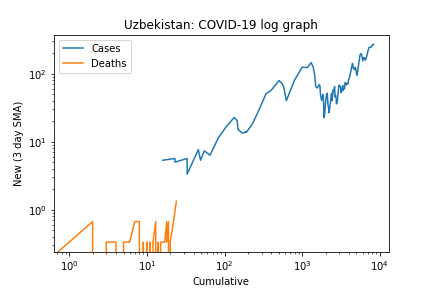 Uzbekistan: COVID-19 log graph
Cases
Deaths
New (3 day SMA)
10²
10¹
10⁰
10⁰ 10¹ 10² 10³ 10⁴
Cumulative